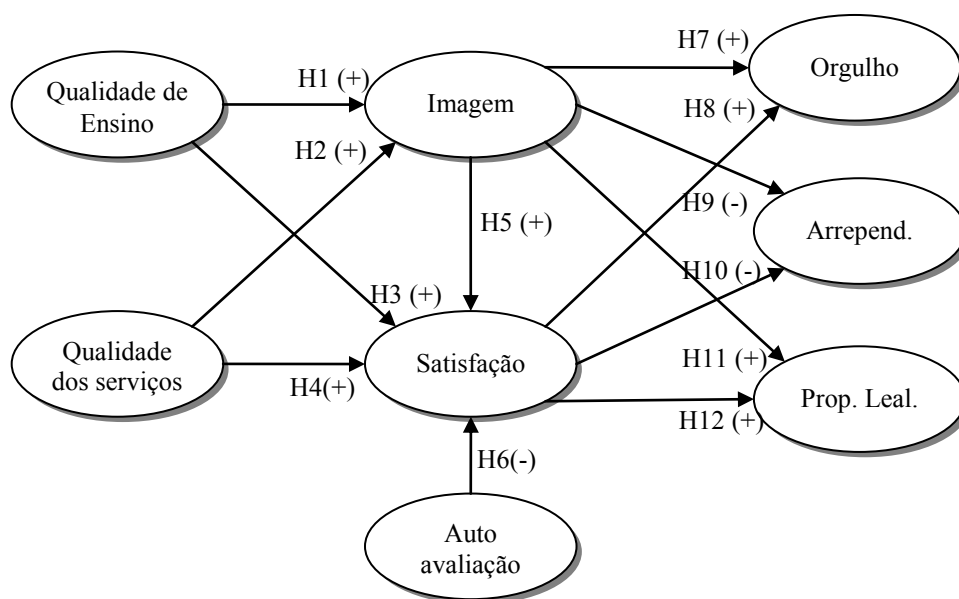 H7 (+)
Orgulho
Qualidade de
Ensino
H1 (+)
Imagem
H8 (+)
H2 (+)
H9 (-)
H5 (+)
Arrepend.
H10 (-)
H3 (+)
Qualidade
dos serviços
H4(+)
Satisfação
H11 (+)
Prop. Leal.
H12 (+)
H6(-)
Auto
avaliação